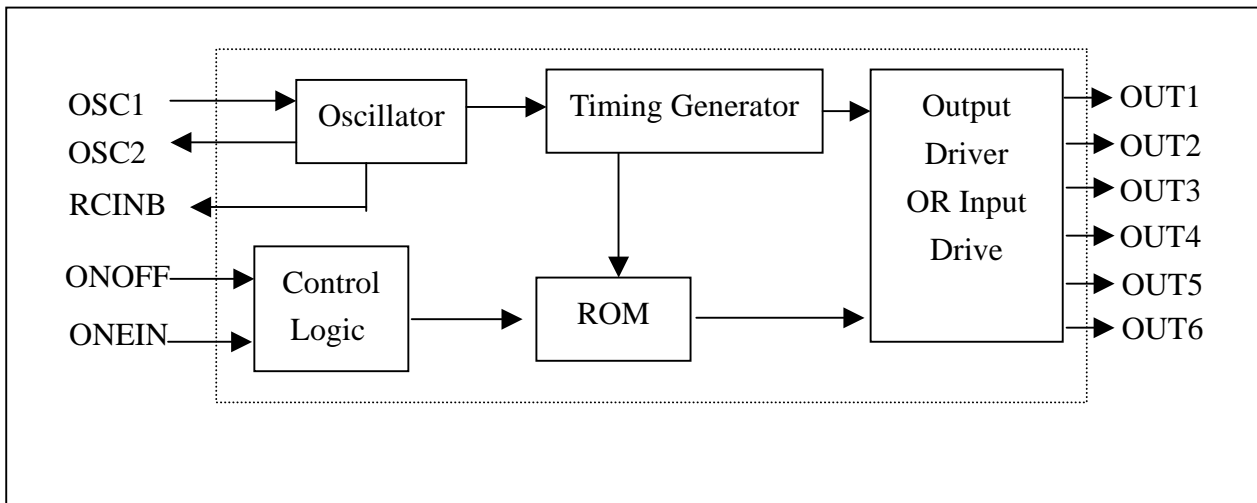 OSC1
OSC2
RCINB
ONOFF
ONEIN
Oscillator
Control
Logic
Timing Generator
ROM
Output
Driver
OR Input
Drive
OUT1
OUT2
OUT3
OUT4
OUT5
OUT6